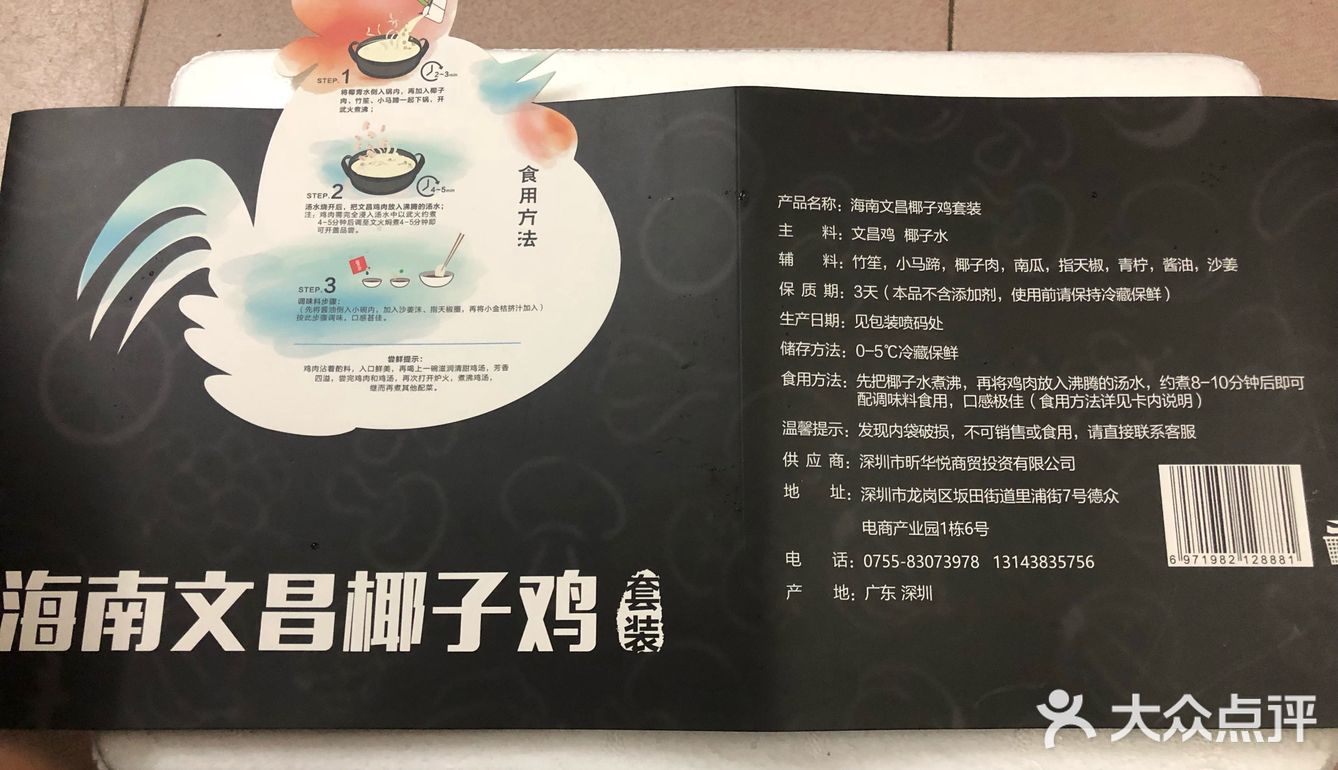 STEP.1
2~3min
将椰青水倒入锅内，再加入椰子
肉、竹笙、小马蹄一起下锅，开
武火煮沸；
STEP.2
4~5min
汤水烧开后，把文昌鸡肉放入沸腾的汤水；
注：鸡肉需完全浸入汤水中以武火约煮
4-5分钟后调至文火焖煮4-5分钟即
可开盖品尝。
食用方法
STEP.3
调味料步骤：
（先将酱油倒入小碗内，加入沙姜沫、指天椒圈，再将小金桔挤汁加入）
按此步骤调味，口感甚佳。
尝鲜提示：
鸡肉沾着酌料，入口鲜美，再喝上一碗滋润清甜鸡汤，芳香
四溢，尝完鸡肉和鸡汤，再次打开炉火，煮沸鸡汤，
继而再煮其他配菜。
海南文昌椰子鸡
套装
产品名称：海南文昌椰子鸡套装
主 料：文昌鸡 椰子水
辅 料：竹笙，小马蹄，椰子肉，南瓜，指天椒，青柠，酱油，沙姜
保 质 期：3天（本品不含添加剂，使用前请保持冷藏保鲜）
生产日期：见包装喷码处
储存方法：0-5℃冷藏保鲜
食用方法：先把椰子水煮沸，再将鸡肉放入沸腾的汤水，约煮8-10分钟后即可
配调味料食用，口感极佳（食用方法详见卡内说明）
温馨提示：发现内袋破损，不可销售或食用，请直接联系客服
供 应 商：深圳市昕华悦商贸投资有限公司
地 址：深圳市龙岗区坂田街道里浦街7号德众
电商产业园1栋6号
电 话：0755-83073978 13143835756
产 地：广东 深圳
6 971982 128881
大众点评